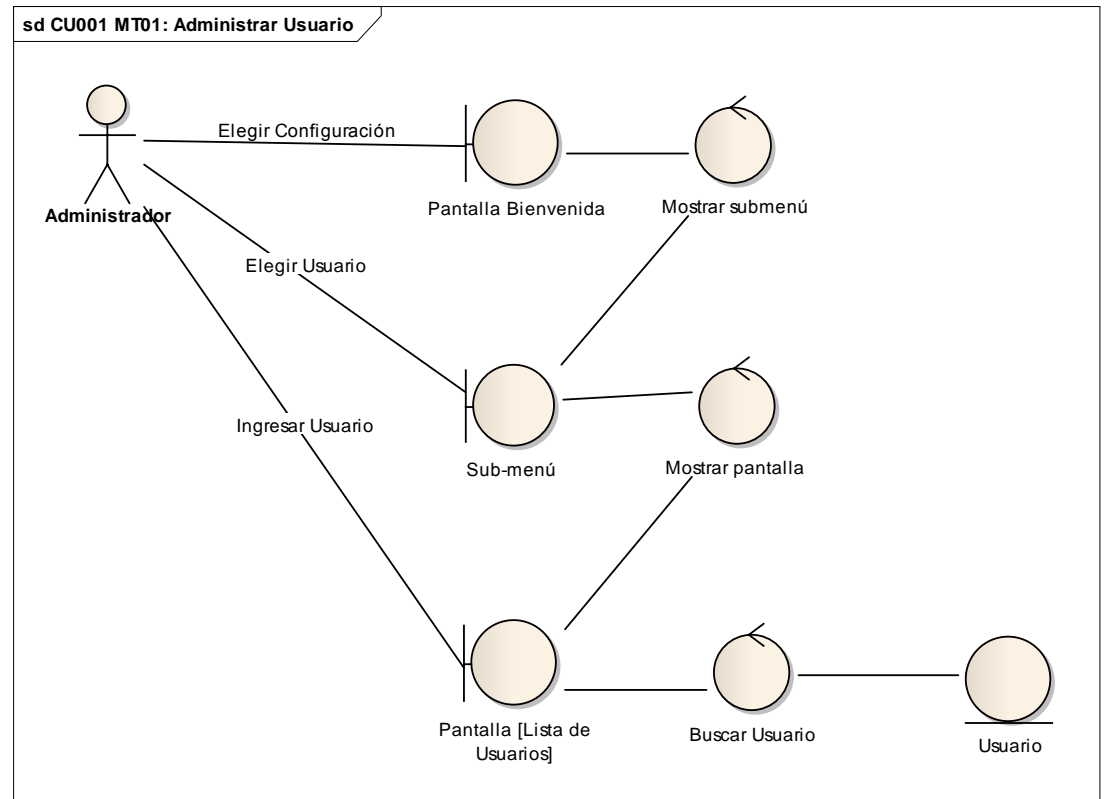 sd CU001 MT01: Administrar Usuario
Elegir Configuración
Administrador
Pantalla Bienvenida
Mostrar submenú
Elegir Usuario
Ingresar Usuario
Sub-menú
Mostrar pantalla
Pantalla [Lista de
Usuarios]
Buscar Usuario
Usuario